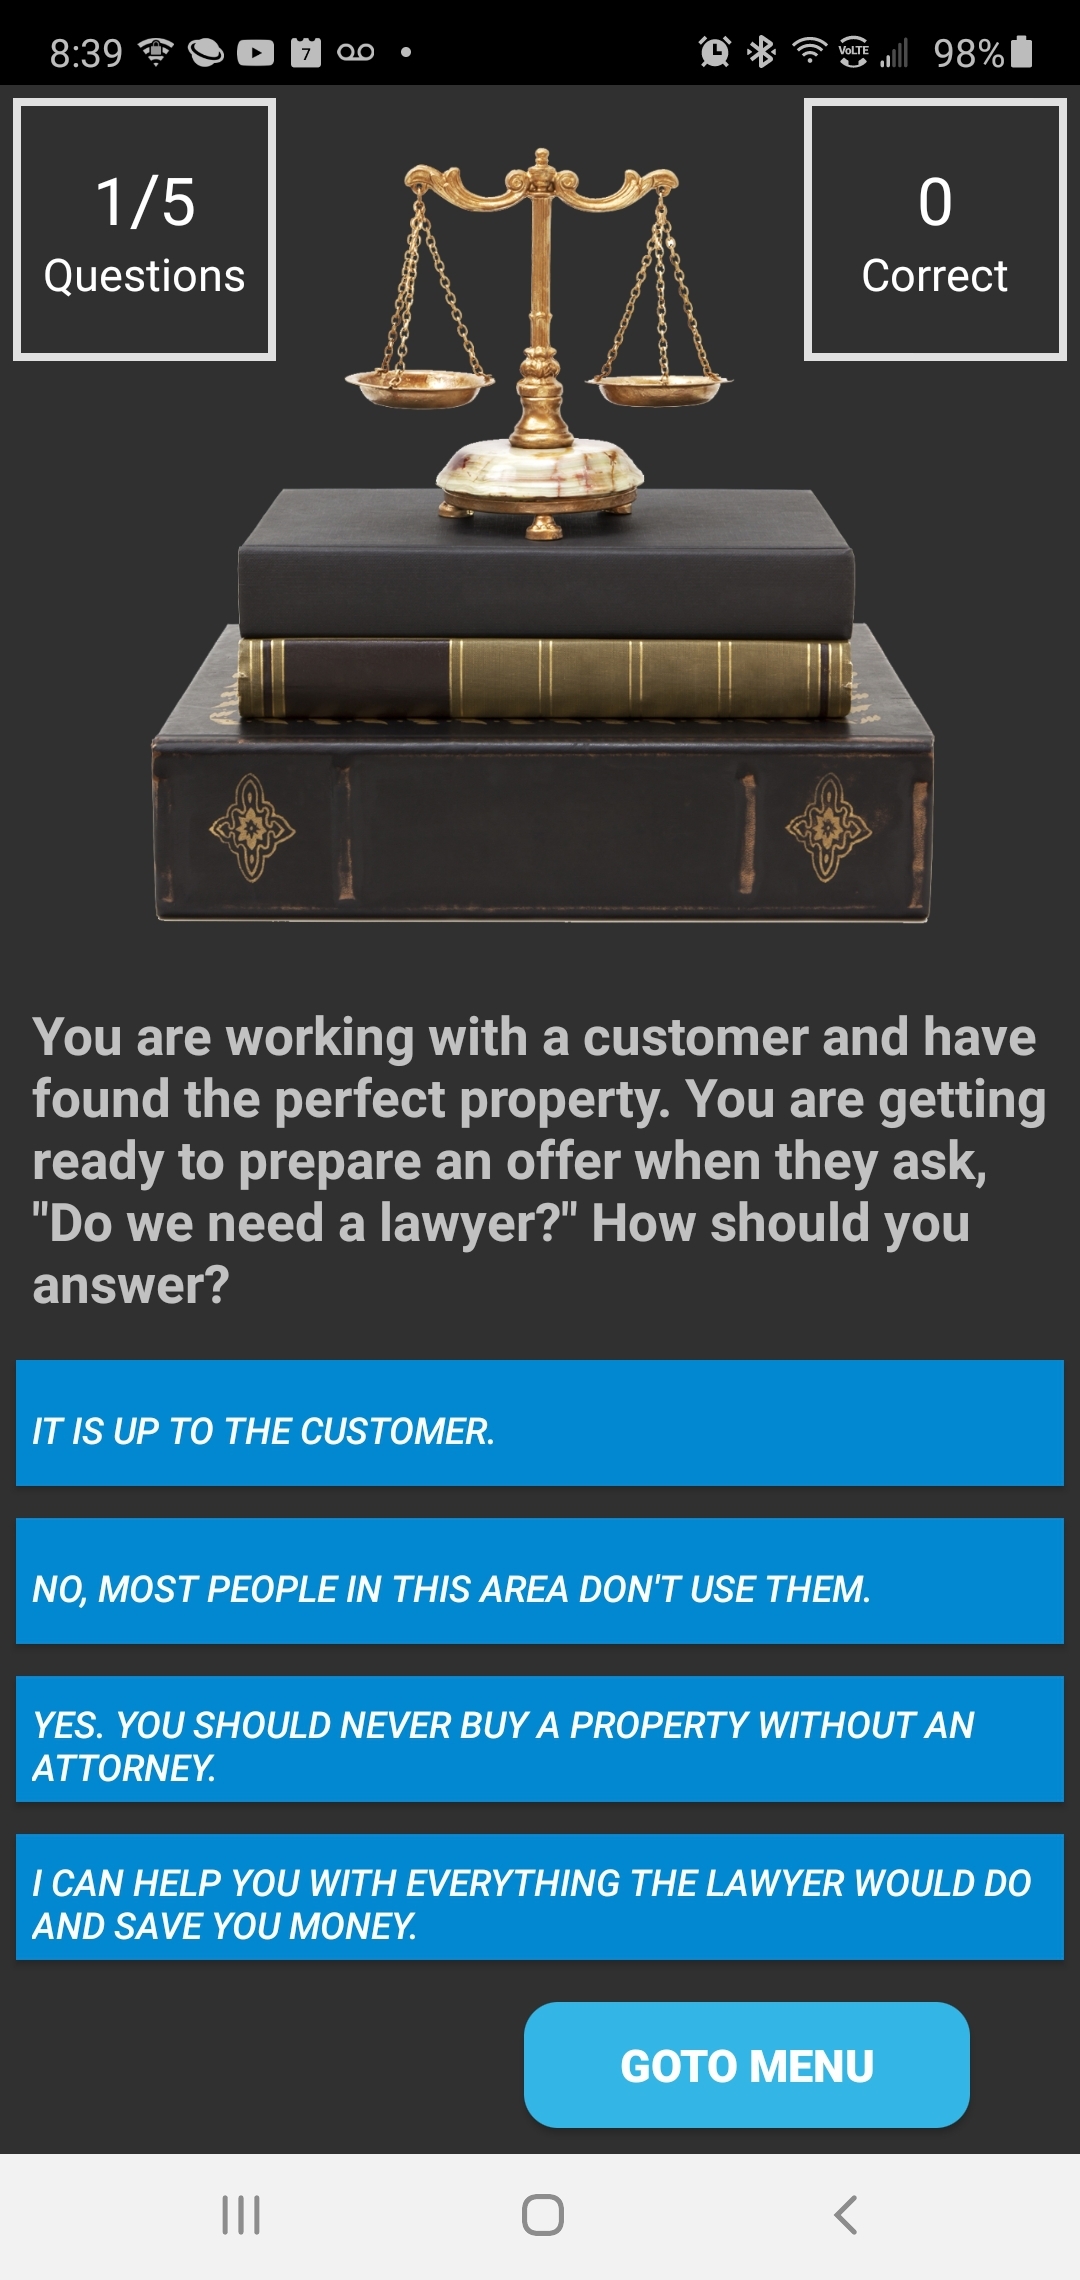 8:39
7
VoLTE
98%
1/5
Questions
0
Correct
You are working with a customer and have
found the perfect property. You are getting
ready to prepare an offer when they ask,
"Do we need a lawyer?" How should you
answer?
IT IS UP TO THE CUSTOMER.
NO, MOST PEOPLE IN THIS AREA DON'T USE THEM.
YES. YOU SHOULD NEVER BUY A PROPERTY WITHOUT AN
ATTORNEY.
I CAN HELP YOU WITH EVERYTHING THE LAWYER WOULD DO
AND SAVE YOU MONEY.
GOTO MENU